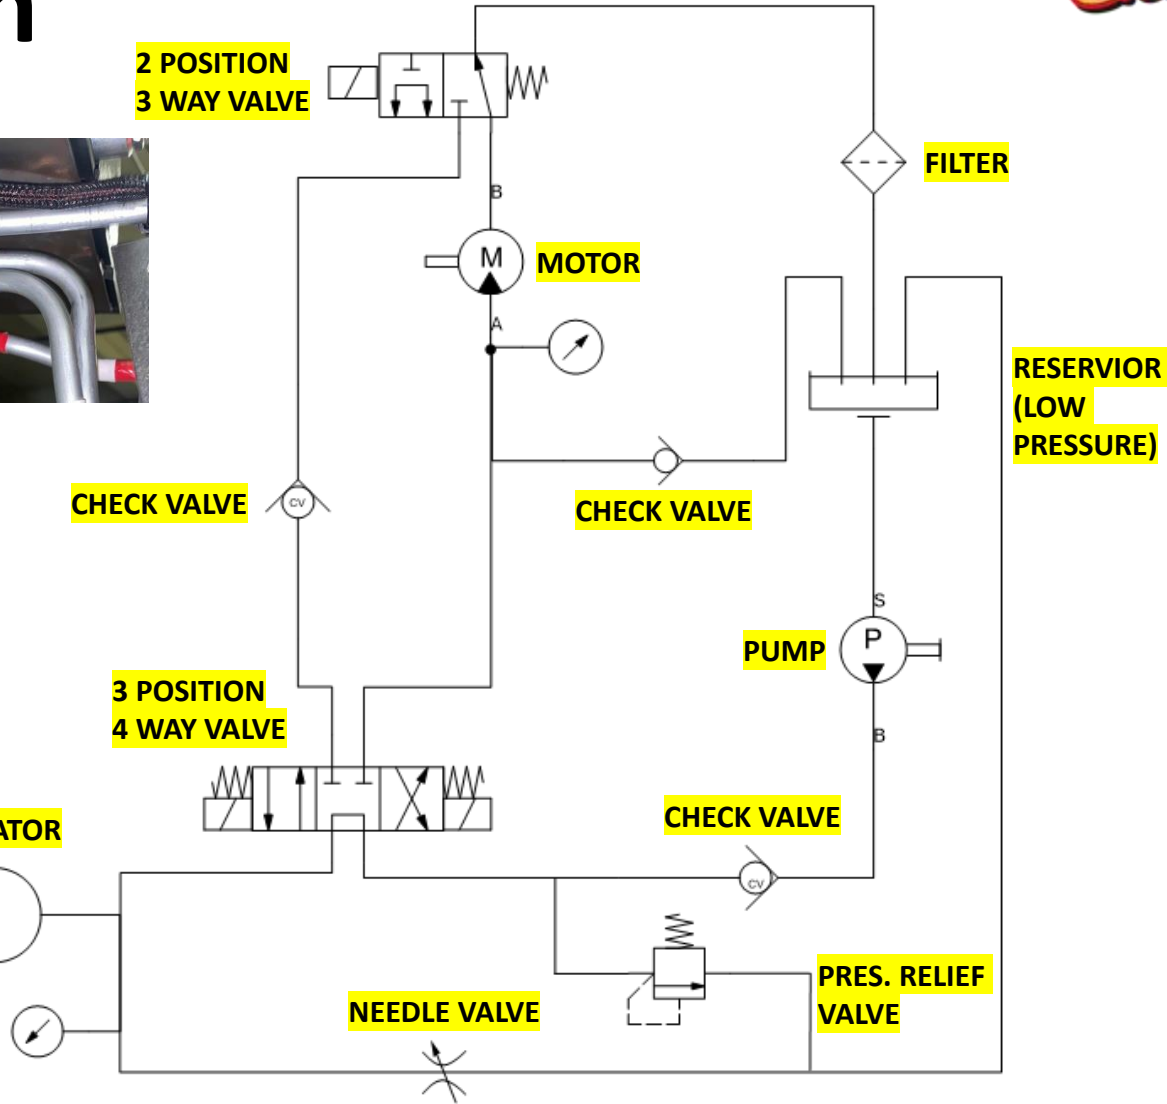 2 POSITION
3 WAY VALVE
FILTER
B
M
MOTOR
A
RESERVIOR
(LOW
PRESSURE)
CHECK VALVE
CV
CHECK VALVE
S
P
PUMP
3 POSITION
4 WAY VALVE
B
CHECK VALVE
ATOR
CV
PRES. RELIEF
VALVE
NEEDLE VALVE